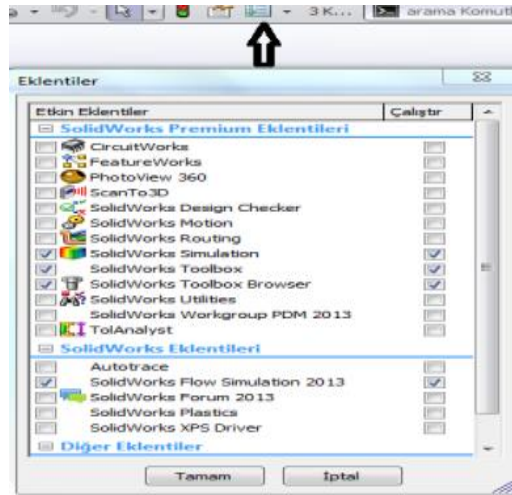 3 K... arama Komutl
Eklentiler
Etkin Eklentiler Çalıştır
SolidWorks Premium Eklentileri
CircuitWorks
FeatureWorks
PhotoView 360
ScanTo3D
SolidWorks Design Checker
SolidWorks Motion
SolidWorks Routing
SolidWorks Simulation
SolidWorks Toolbox
SolidWorks Toolbox Browser
SolidWorks Utilities
SolidWorks Workgroup PDM 2013
TolAnalyst
SolidWorks Eklentileri
Autotrace
SolidWorks Flow Simulation 2013
SolidWorks Forum 2013
SolidWorks Plastics
SolidWorks XPS Driver
Diğer Eklentiler
Tamam İptal